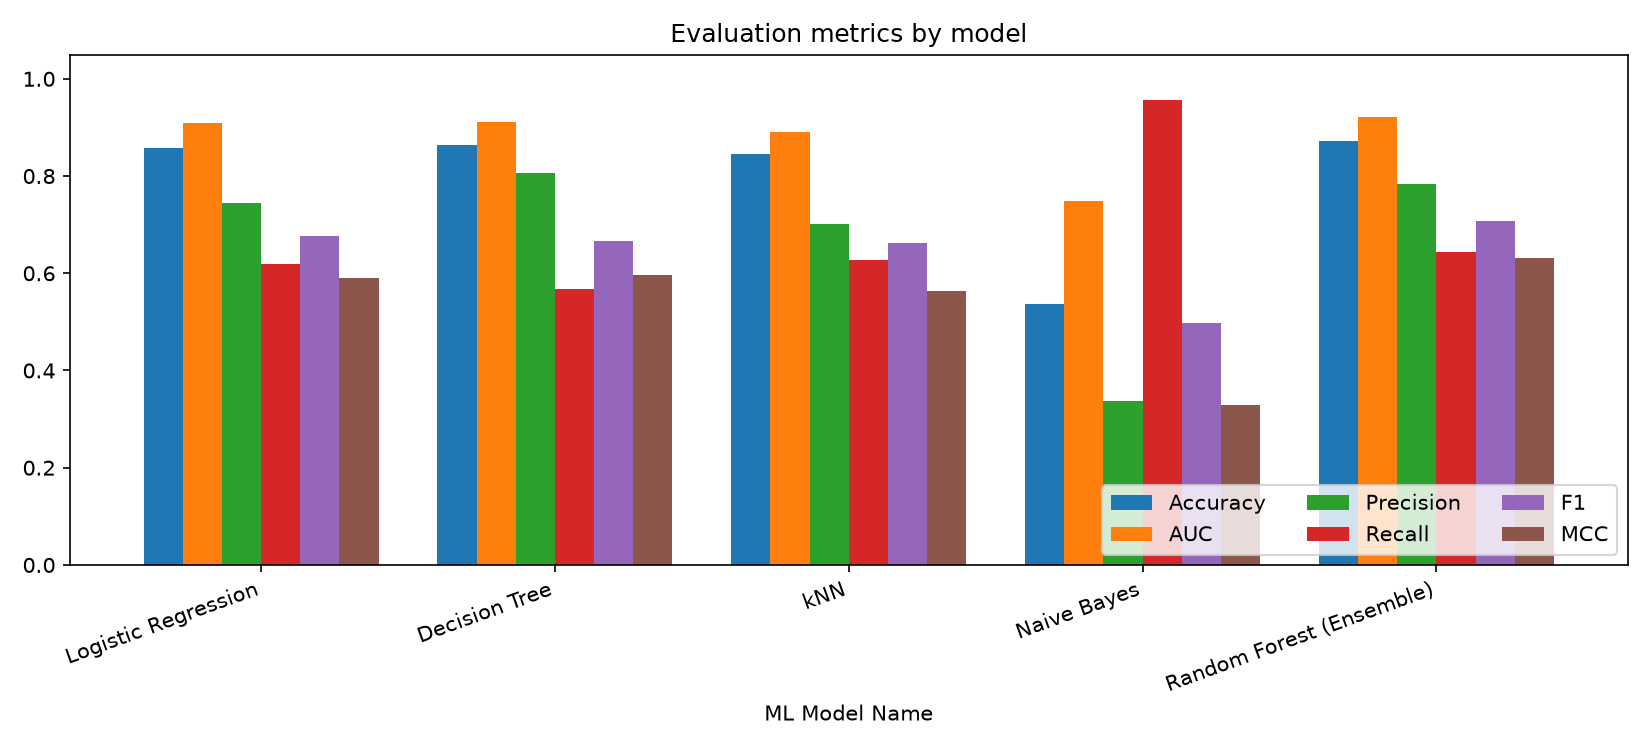 Evaluation metrics by model
1.0
0.8
0.6
0.4
0.2
0.0
Accuracy Precision F1
AUC Recall MCC
Logistic Regression
Decision Tree
kNN
Naive Bayes
Random Forest (Ensemble)
ML Model Name